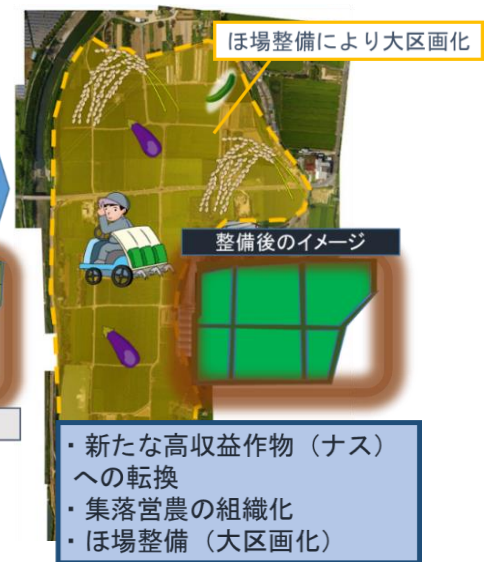 ほ場整備により大区画化
整備後のイメージ
・新たな高収益作物（ナス）
への転換
・集落営農の組織化
・ほ場整備（大区画化）